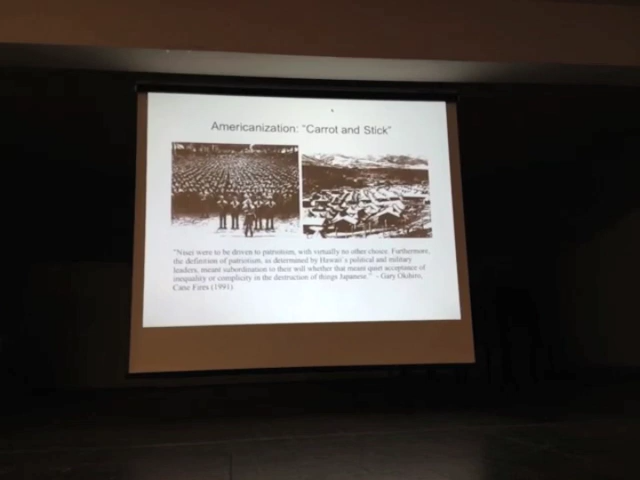 Americanization: "Carrot and Stick"
"Nisei were to be driven to patriotism, with virtually no other choice. Furthermore,
the definition of patriotism, as determined by Hawai`i's political and military
leaders, meant subordination to their will whether that meant quiet acceptance of
inequality or complicity in the destruction of things Japanese." - Gary Okihiro,
Cane Fires (1991)